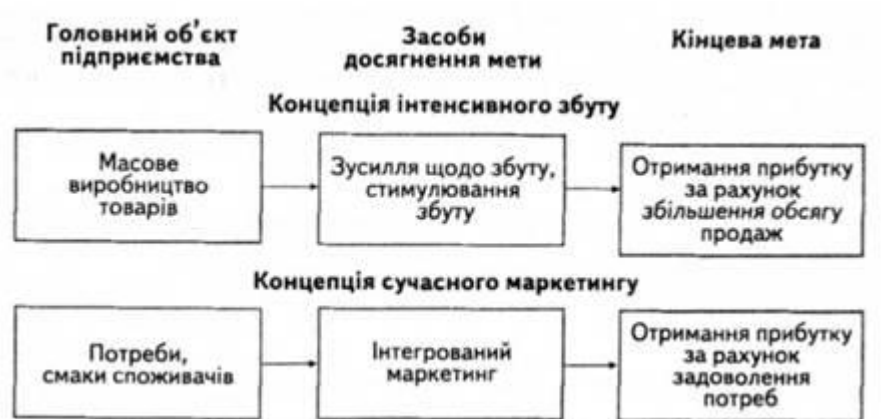 Головний об'єкт
підприємства
Засоби
досягнення мети
Кінцева мета
Концепція інтенсивного збуту
Масове
виробництво
товарів
Зусилля щодо збуту,
стимулювання
збуту
Отримання прибутку
за рахунок
збільшення обсягу
продаж
Концепція сучасного маркетингу
Потреби,
смаки споживачів
Інтегрований
маркетинг
Отримання прибутку
за рахунок
задоволення
потреб